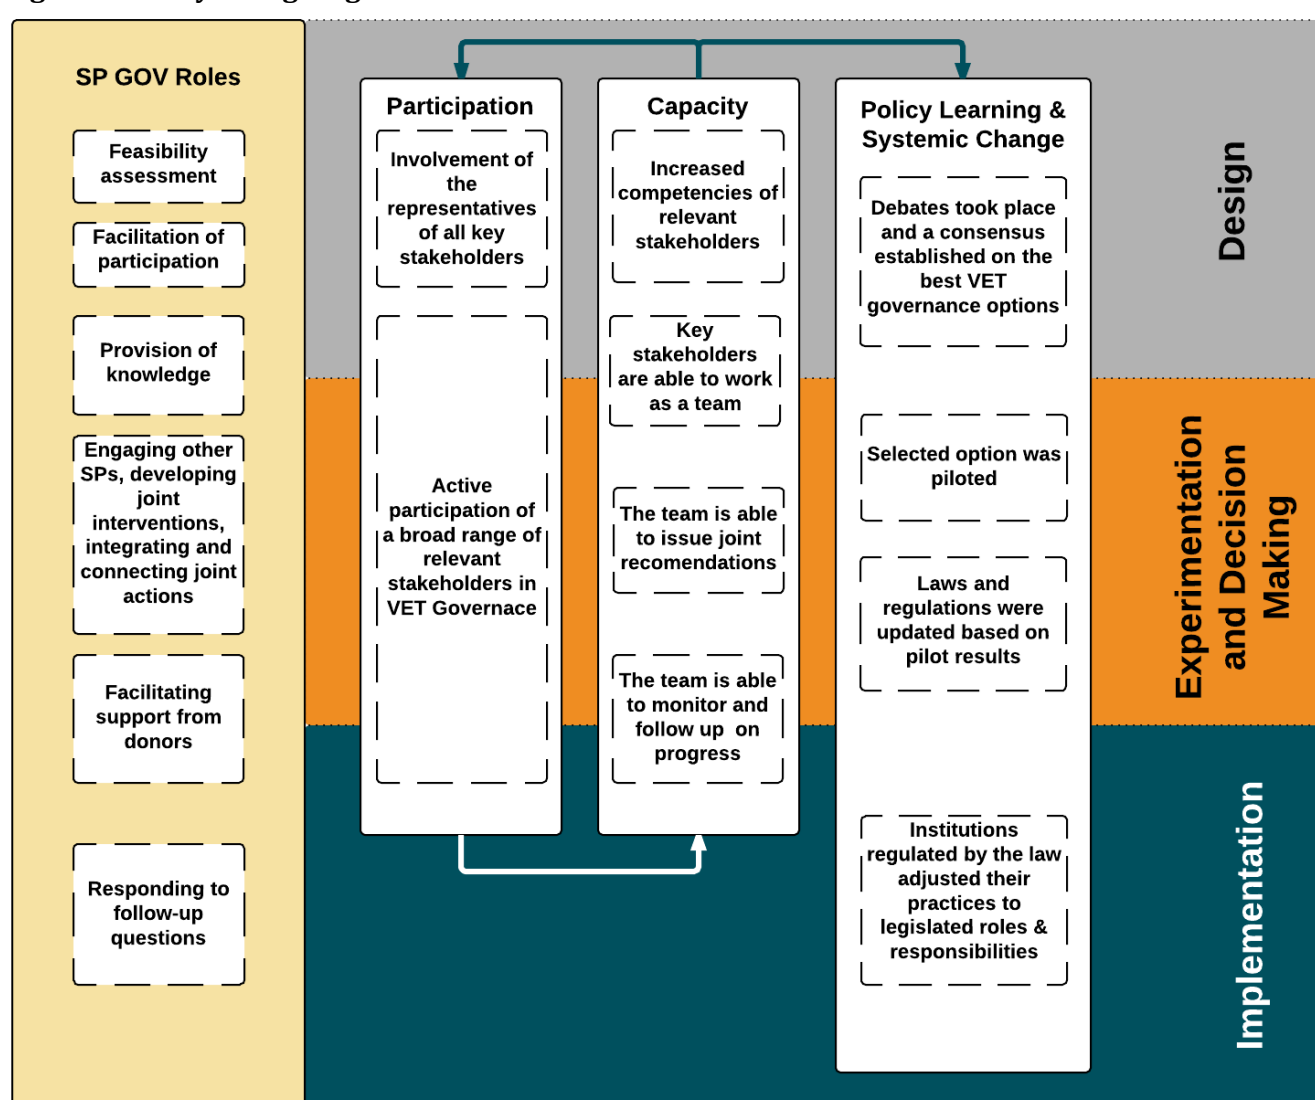 SP GOV Roles
Feasibility
assessment
Facilitation of
participation
Provision of
knowledge
Engaging other
SPs, developing
joint
interventions,
integrating and
connecting joint
actions
Facilitating
support from
donors
Responding to
follow-up
questions
Participation
Involvement of
the
representatives
of all key
stakeholders
Active
participation of
a broad range of
relevant
stakeholders in
VET Governace
Capacity
Increased
competencies of
relevant
stakeholders
Key
stakeholders
are able to work
as a team
The team is able
to issue joint
recomendations
The team is able
to monitor and
follow up on
progress
Policy Learning &
Systemic Change
Debates took place
and a consensus
established on the
best VET
governance options
Selected option was
piloted
Laws and
regulations were
updated based on
pilot results
Institutions
regulated by the law
adjusted their
practices to
legislated roles &
responsibilities
Design
Experimentation
and Decision
Making
Implementation